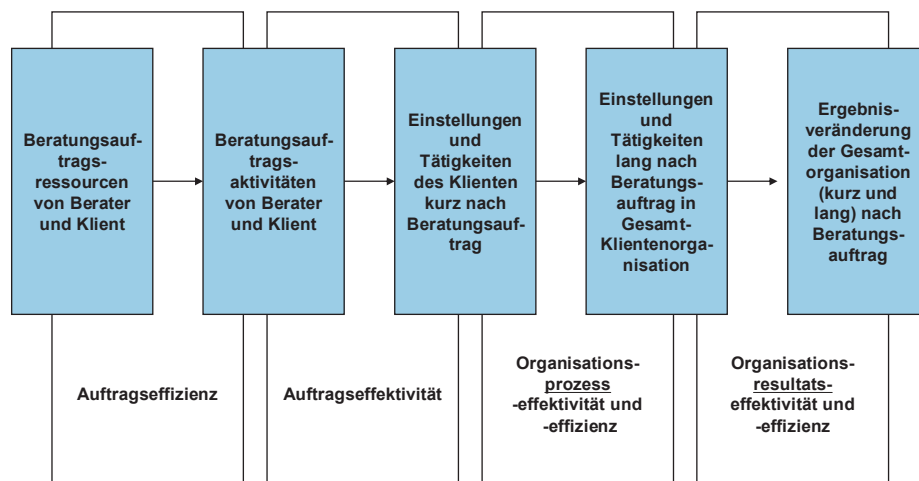 Beratungsauf-
trags-
ressourcen
von Berater
und Klient
Beratungsauf-
trags-
aktivitäten
von Berater
und Klient
Einstellungen
und
Tätigkeiten
des Klienten
kurz nach
Beratungsauf-
trag
Einstellungen
und
Tätigkeiten
lang nach
Beratungs-
auftrag in
Gesamt-
Klientenorga-
nisation
Ergebnis-
veränderung
der Gesamt-
organisation
(kurz und
lang) nach
Beratungs-
auftrag
Auftragseffizienz
Auftragseffektivität
Organisations-
prozess
-effektivität und
-effizienz
Organisations-
resultats-
effektivität und
-effizienz